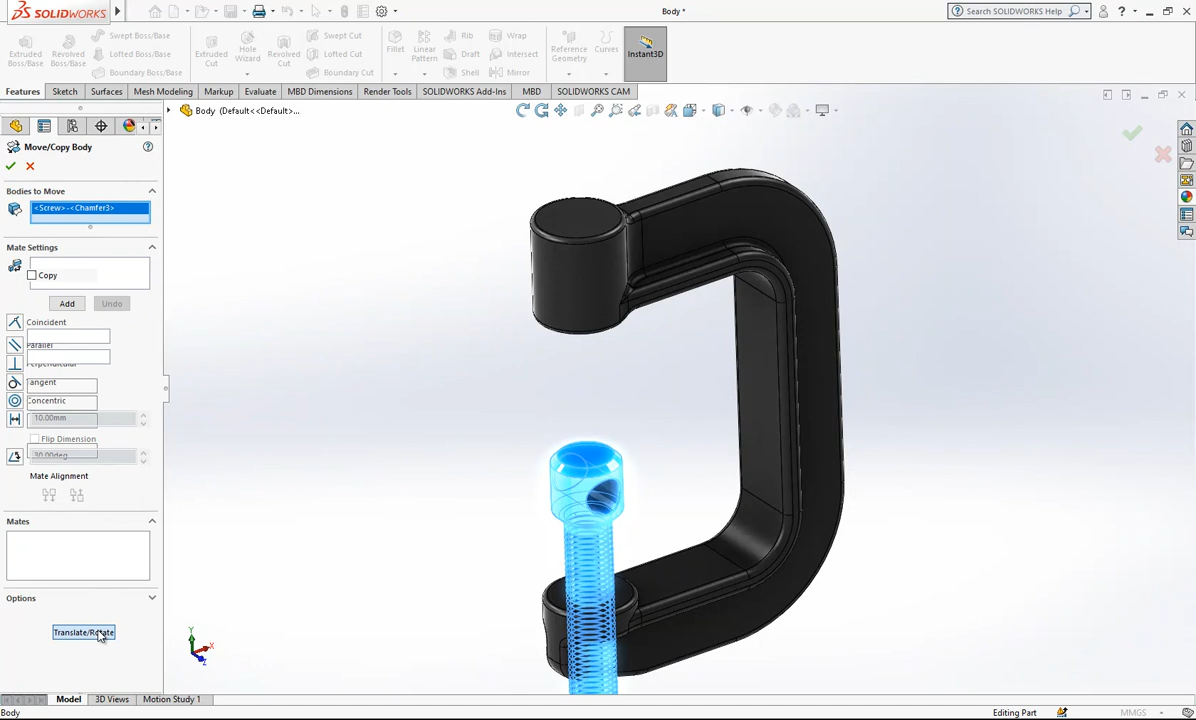 SOLIDWORKS
Body *
Search SOLIDWORKS Help
Extruded Boss/Base
Revolved Boss/Base
Swept Boss/Base
Lofted Boss/Base
Boundary Boss/Base
Extruded Cut
Hole Wizard
Revolved Cut
Swept Cut
Lofted Cut
Boundary Cut
Fillet
Linear Pattern
Rib
Draft
Shell
Wrap
Intersect
Mirror
Reference Geometry
Curves
Instant3D
Features
Sketch
Surfaces
Mesh Modeling
Markup
Evaluate
MBD Dimensions
Render Tools
SOLIDWORKS Add-Ins
MBD
SOLIDWORKS CAM
Body (Default<<Default>...
Move/Copy Body
Bodies to Move
<Screw>-<Chamfer3>
Mate Settings
Copy
Add
Undo
Coincident
Parallel
Perpendicular
Tangent
Concentric
10.00mm
Flip Dimension
30.00deg
Mate Alignment
Mates
Options
Translate/Rotate
Y
X
Z
Model
3D Views
Motion Study 1
Body
Editing Part
MMGS